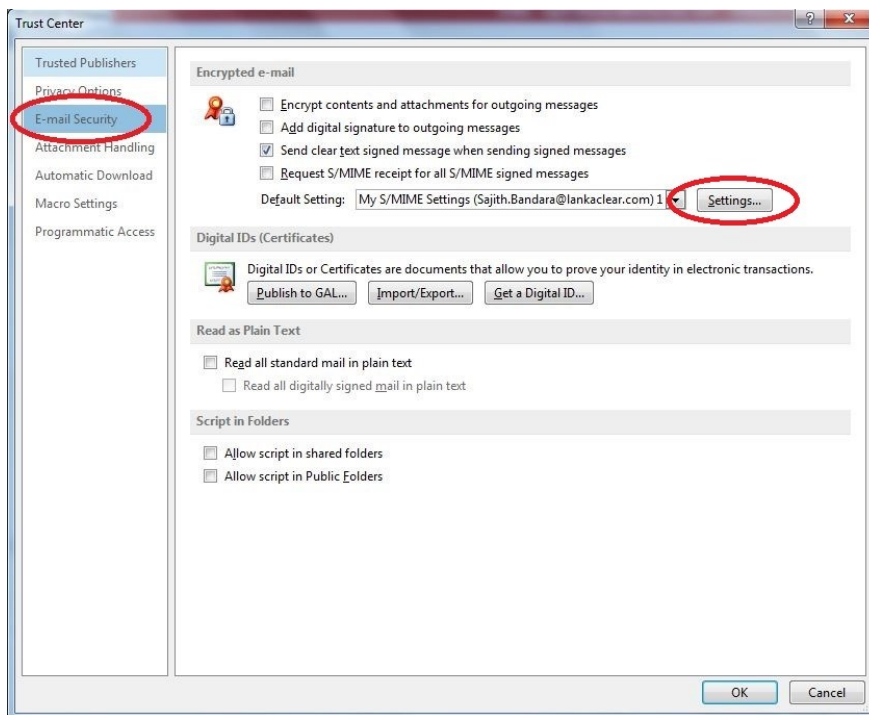 Trust Center
Trusted Publishers
Privacy Options
E-mail Security
Attachment Handling
Automatic Download
Macro Settings
Programmatic Access
Encrypted e-mail
Encrypt contents and attachments for outgoing messages
Add digital signature to outgoing messages
Send clear text signed message when sending signed messages
Request S/MIME receipt for all S/MIME signed messages
Default Setting: My S/MIME Settings (Sajith.Bandara@lankaclear.com) 1 Settings...
Digital IDs (Certificates)
Digital IDs or Certificates are documents that allow you to prove your identity in electronic transactions.
Publish to GAL... Import/Export... Get a Digital ID...
Read as Plain Text
Read all standard mail in plain text
Read all digitally signed mail in plain text
Script in Folders
Allow script in shared folders
Allow script in Public Folders
OK Cancel